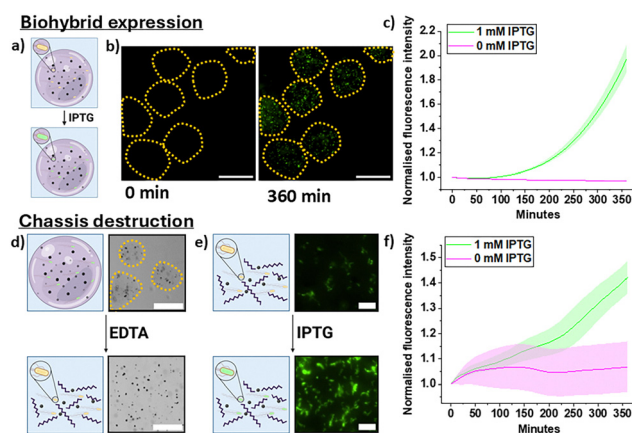 Biohybrid expression
a)
IPTG
b)
0 min
360 min
c)
Normalised fluorescence intensity
1 mM IPTG
0 mM IPTG
2.2
2.0
1.8
1.6
1.4
1.2
1.0
0 50 100 150 200 250 300 350
Minutes
Chassis destruction
d)
EDTA
e)
IPTG
f)
Normalised fluorescence intensity
1 mM IPTG
0 mM IPTG
1.5
1.4
1.3
1.2
1.1
1.0
0 50 100 150 200 250 300 350
Minutes